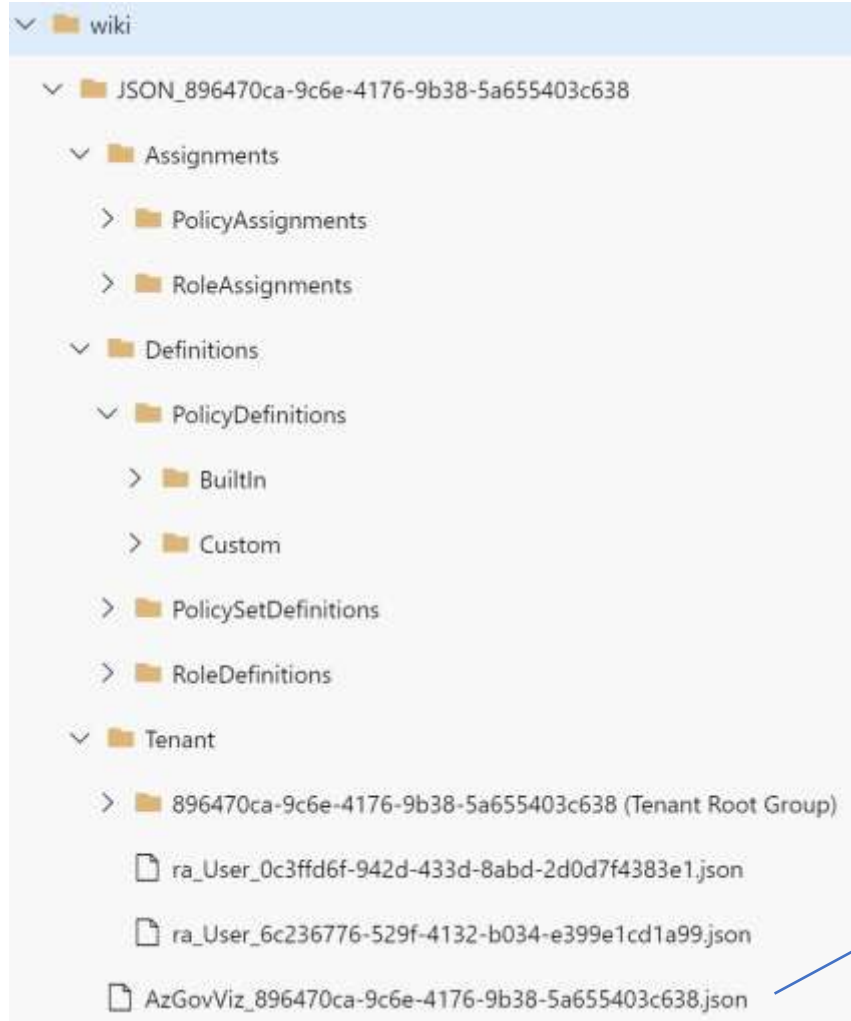 wiki
JSON_896470ca-9c6e-4176-9b38-5a655403c638
Assignments
PolicyAssignments
RoleAssignments
Definitions
PolicyDefinitions
BuiltIn
Custom
PolicySetDefinitions
RoleDefinitions
Tenant
896470ca-9c6e-4176-9b38-5a655403c638 (Tenant Root Group)
ra_User_0c3ffd6f-942d-433d-8abd-2d0d7f4383e1.json
ra_User_6c236776-529f-4132-b034-e399e1cd1a99.json
AzGovViz_896470ca-9c6e-4176-9b38-5a655403c638.json